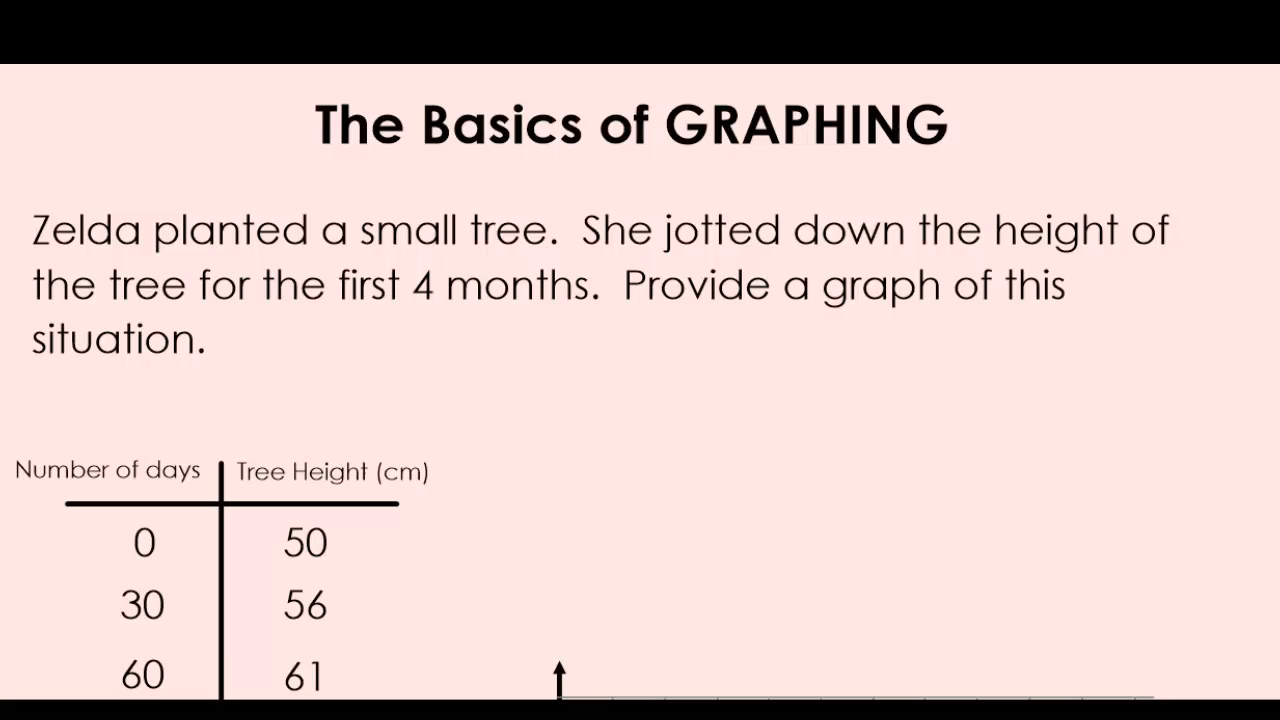 The Basics of GRAPHING
Zelda planted a small tree.  She jotted down the height of
the tree for the first 4 months.  Provide a graph of this
situation.
Number of days Tree Height (cm)
0 50
30 56
60 61